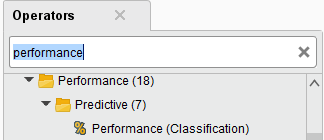 Operators
performance
Performance (18)
Predictive (7)
Performance (Classification)